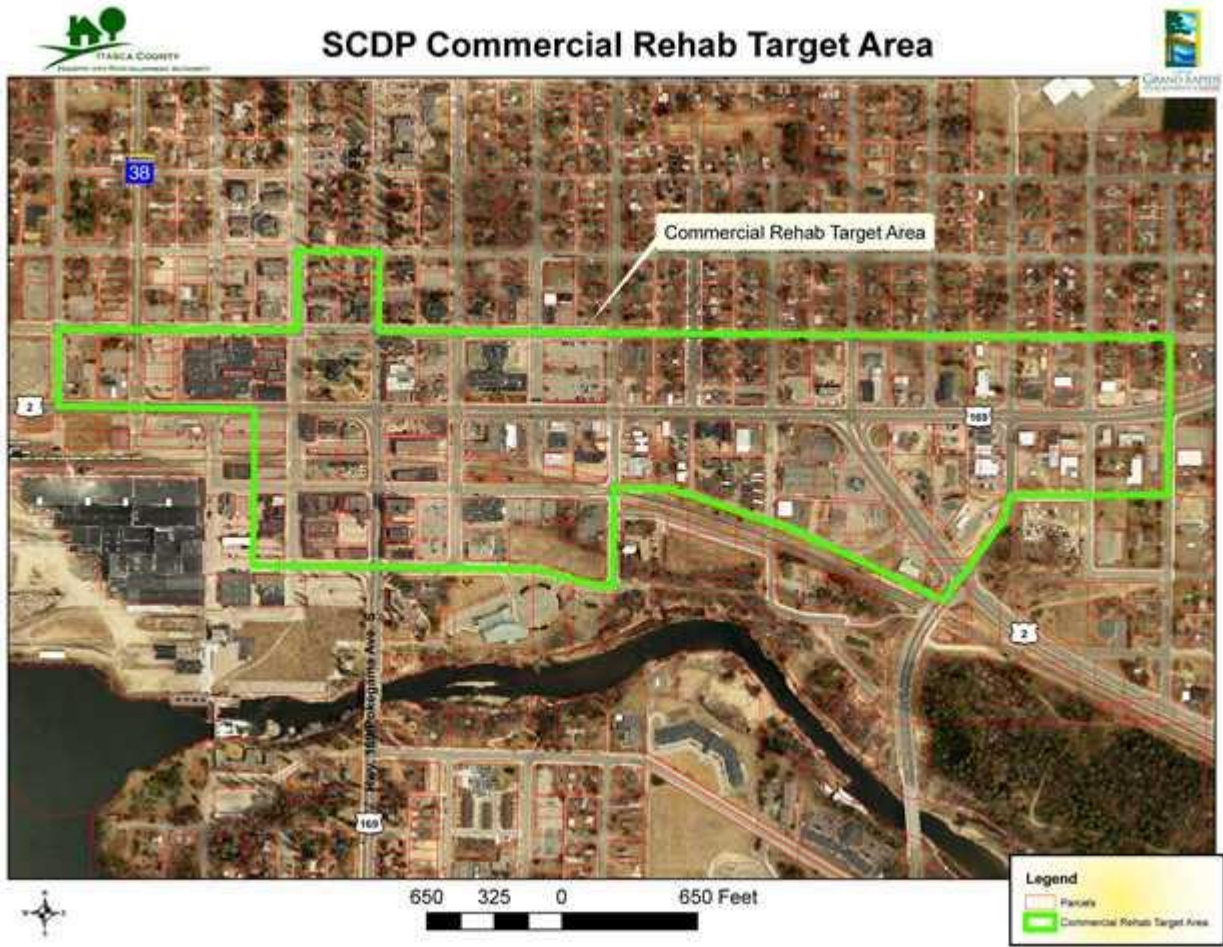 ITASCA COUNTY
SCDP Commercial Rehab Target Area
GRAND RAPIDS
38
Commercial Rehab Target Area
2
169
2
169
650 325 0 650 Feet
Legend
Parcels
Commercial Rehab Target Area